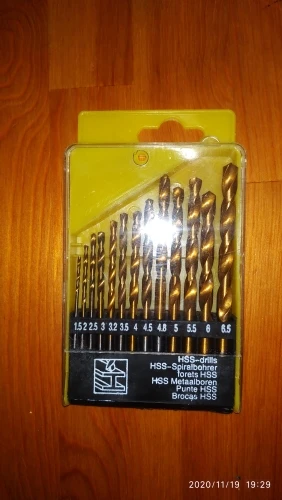 1.5 2 2.5 3 3.2 3.5 4 4.5 4.8 5 5.5 6 6.5
HSS-drills
HSS-Spiralbohrer
forets HSS
HSS Metaalboren
Punte HSS
Brocas HSS
2020/11/19 19:29